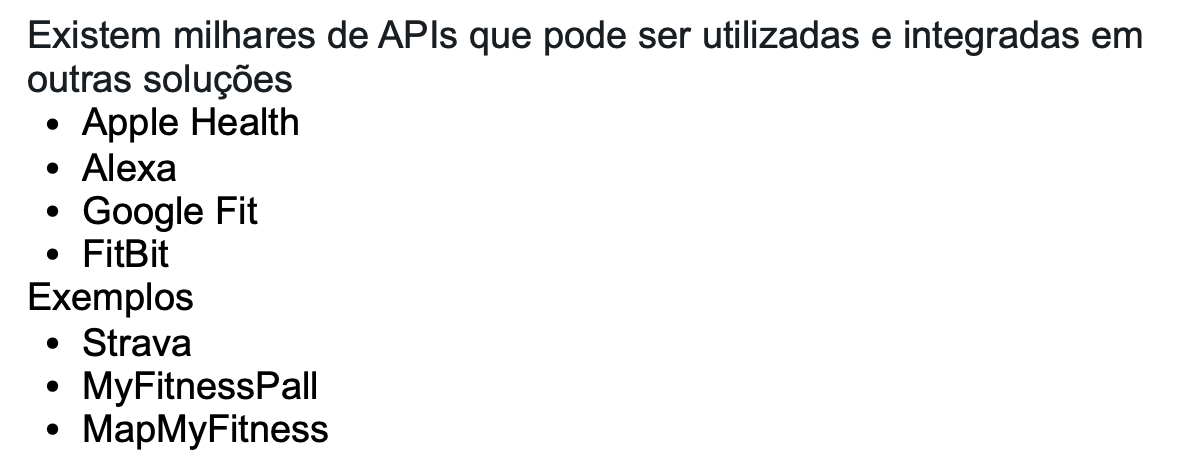 Existem milhares de APIs que pode ser utilizadas e integradas em
outras soluções
• Apple Health
• Alexa
• Google Fit
• FitBit
Exemplos
• Strava
• MyFitnessPall
• MapMyFitness